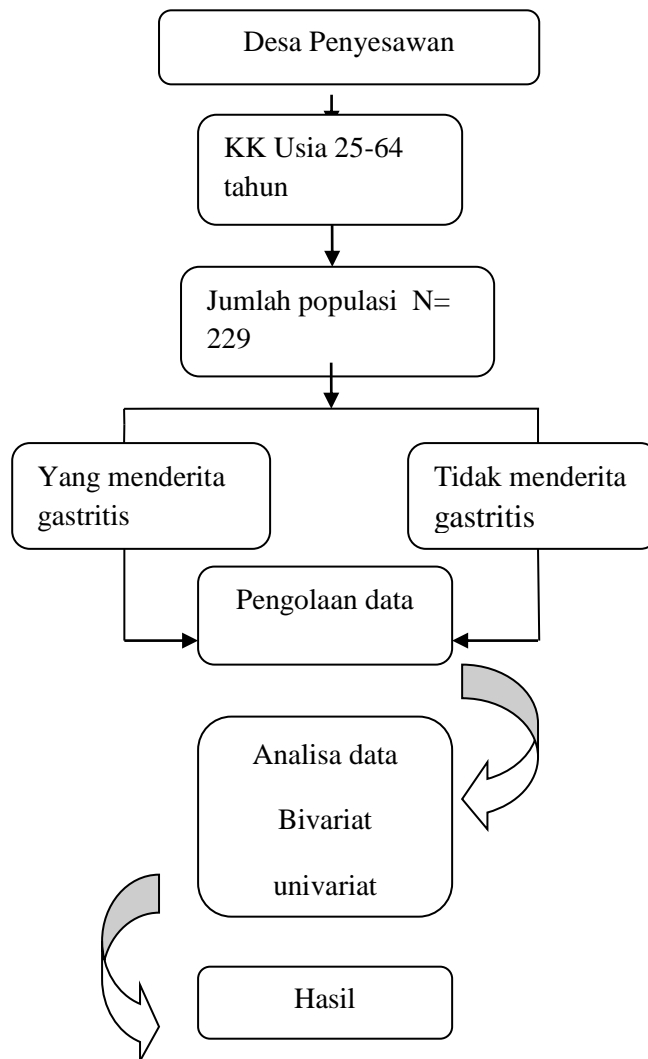 Desa Penyesawan
KK Usia 25-64
tahun
Jumlah populasi N=
229
Yang menderita
gastritis
Tidak menderita
gastritis
Pengolaan data
Analisa data
Bivariat
univariat
Hasil